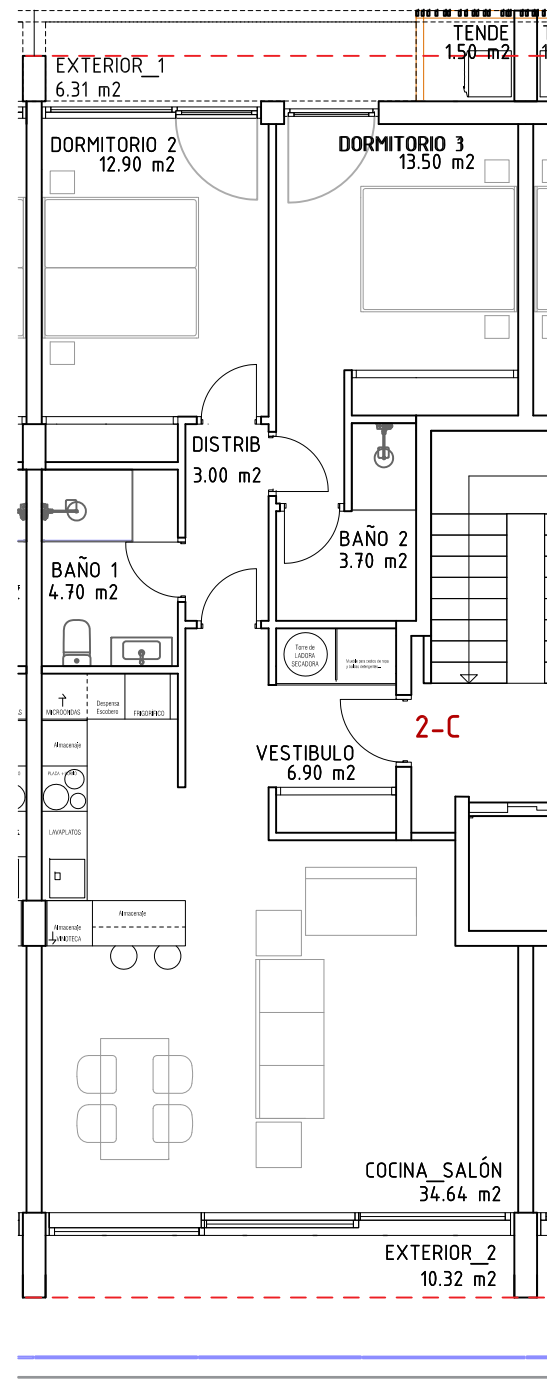 TENDE
1.50 m2
EXTERIOR_1
6.31 m2
DORMITORIO 2
12.90 m2
DORMITORIO 3
13.50 m2
DISTRIB
3.00 m2
BAÑO 1
4.70 m2
BAÑO 2
3.70 m2
Torre de
LADORA
SECADORA
MICROONDAS
Despensa
Escobero
FRIGORIFICO
2-C
VESTIBULO
6.90 m2
Almacenaje
LAVAPLATOS
Almacenaje
Almacenaje
VINOTECA
COCINA_SALÓN
34.64 m2
EXTERIOR_2
10.32 m2